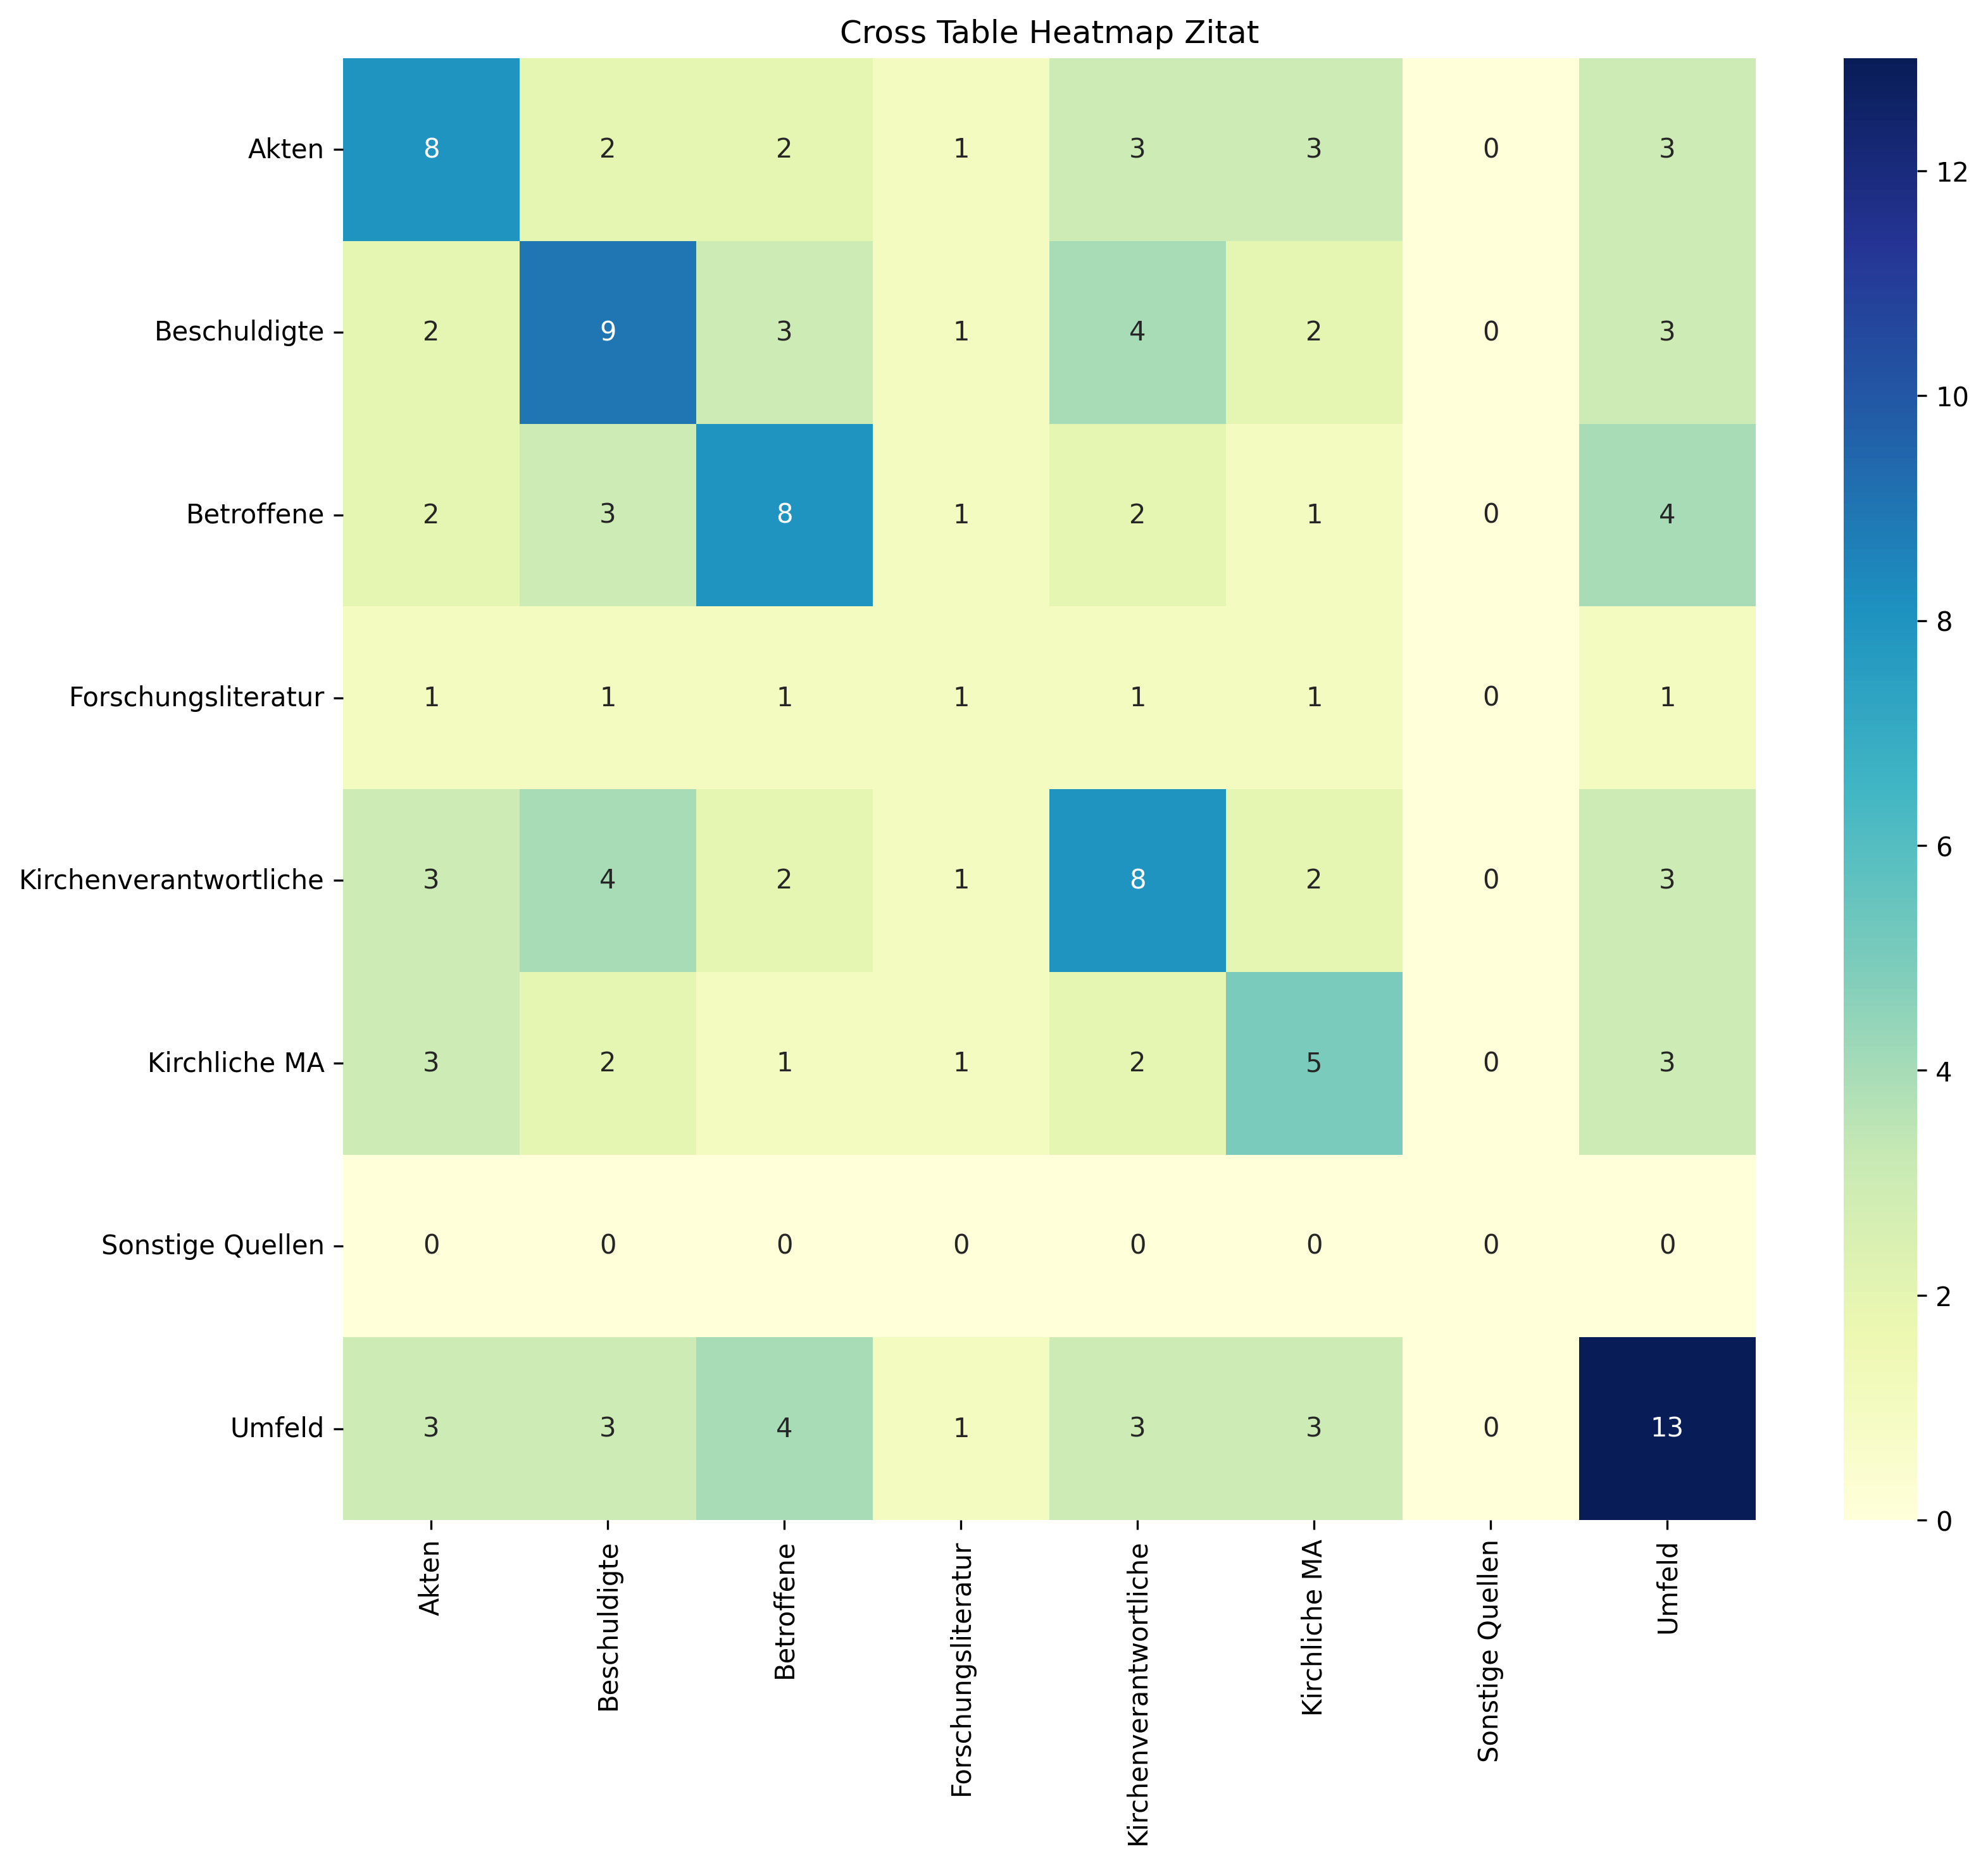 Cross Table Heatmap Zitat
Akten 8 2 2 1 3 3 0 3
Beschuldigte 2 9 3 1 4 2 0 3
Betroffene 2 3 8 1 2 1 0 4
Forschungsliteratur 1 1 1 1 1 1 0 1
Kirchenverantwortliche 3 4 2 1 8 2 0 3
Kirchliche MA 3 2 1 1 2 5 0 3
Sonstige Quellen 0 0 0 0 0 0 0 0
Umfeld 3 3 4 1 3 3 0 13
Akten
Beschuldigte
Betroffene
Forschungsliteratur
Kirchenverantwortliche
Kirchliche MA
Sonstige Quellen
Umfeld
12
10
8
6
4
2
0